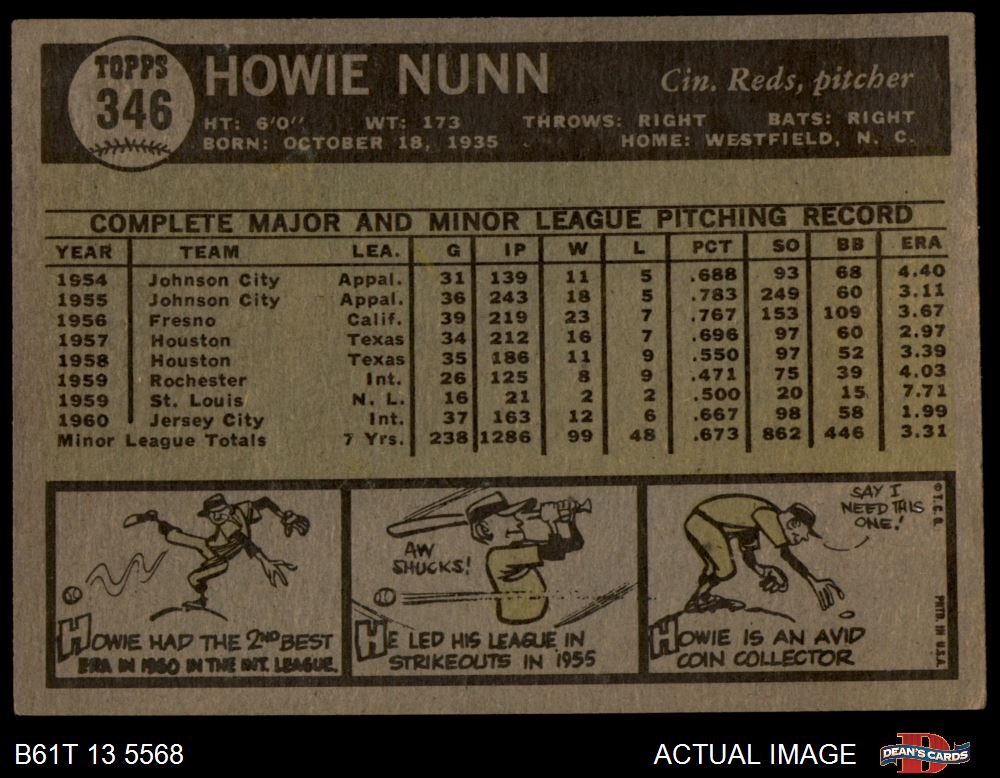 TOPPS
346
HOWIE NUNN
Cin. Reds, pitcher
HT: 6'0" WT: 173 THROWS: RIGHT BATS: RIGHT
BORN: OCTOBER 18, 1935 HOME: WESTFIELD, N. C.
COMPLETE MAJOR AND MINOR LEAGUE PITCHING RECORD
YEAR TEAM LEA. G IP W L PCT SO BB ERA
1954 Johnson City Appal. 31 139 11 5 .688 93 68 4.40
1955 Johnson City Appal. 36 243 18 5 .783 249 60 3.11
1956 Fresno Calif. 39 219 23 7 .767 153 109 3.67
1957 Houston Texas 34 212 16 7 .696 97 60 2.97
1958 Houston Texas 35 186 11 9 .550 97 52 3.39
1959 Rochester Int. 26 125 8 9 .471 75 39 4.03
1959 St. Louis N. L. 16 21 2 2 .500 20 15 7.71
1960 Jersey City Int. 37 163 12 6 .667 98 58 1.99
Minor League Totals 7 Yrs. 238 1286 99 48 .673 862 446 3.31
HOWIE HAD THE 2ND BEST
ERA IN 1960 IN THE INT. LEAGUE.
AW
SHUCKS!
HE LED HIS LEAGUE IN
STRIKEOUTS IN 1955
SAY I
NEED THIS
ONE!
HOWIE IS AN AVID
COIN COLLECTOR
© T. C. G.
PRTD. IN U.S.A.
B61T 13 5568
ACTUAL IMAGE
DEAN'S CARDS